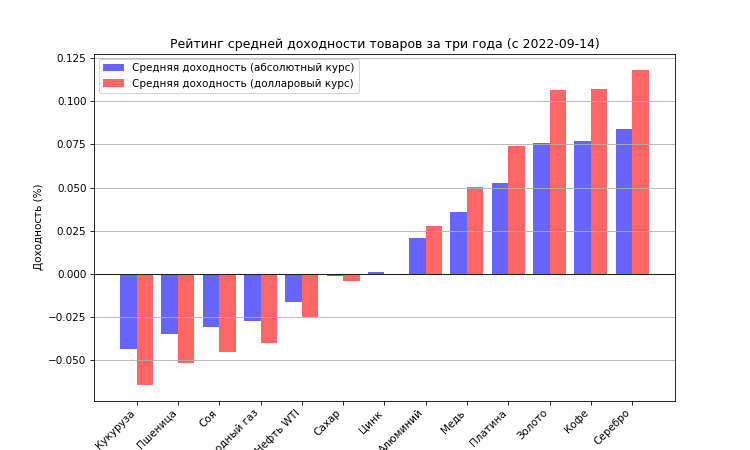 Рейтинг средней доходности товаров за три года (с 2022-09-14)
Средняя доходность (абсолютный курс)
Средняя доходность (долларовый курс)
Доходность (%)
0.125
0.100
0.075
0.050
0.025
0.000
−0.025
−0.050
Кукуруза
Пшеница
Соя
газ
Нефть WTI
Сахар
Цинк
Алюминий
Медь
Платина
Золото
Кофе
Серебро